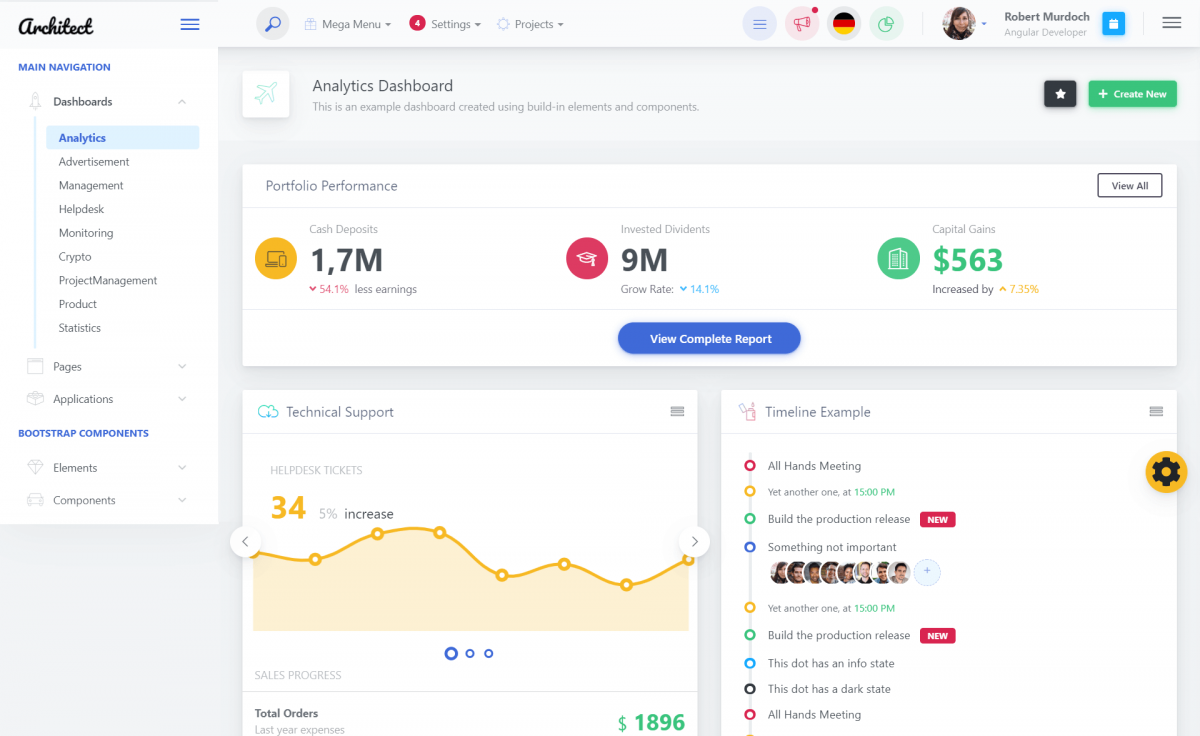 Architect
Mega Menu
4
Settings
Projects
Robert Murdoch
Angular Developer
MAIN NAVIGATION
Dashboards
Analytics
Advertisement
Management
Helpdesk
Monitoring
Crypto
ProjectManagement
Product
Statistics
Pages
Applications
BOOTSTRAP COMPONENTS
Elements
Components
Analytics Dashboard
This is an example dashboard created using build-in elements and components.
+ Create New
Portfolio Performance
View All
Cash Deposits
1,7M
54.1% less earnings
Invested Dividents
9M
Grow Rate: 14.1%
Capital Gains
$563
Increased by 7.35%
View Complete Report
Technical Support
HELPDESK TICKETS
34 5% increase
SALES PROGRESS
Total Orders
Last year expenses
$ 1896
Timeline Example
All Hands Meeting
Yet another one, at 15:00 PM
Build the production release NEW
Something not important
+
Yet another one, at 15:00 PM
Build the production release NEW
This dot has an info state
This dot has a dark state
All Hands Meeting